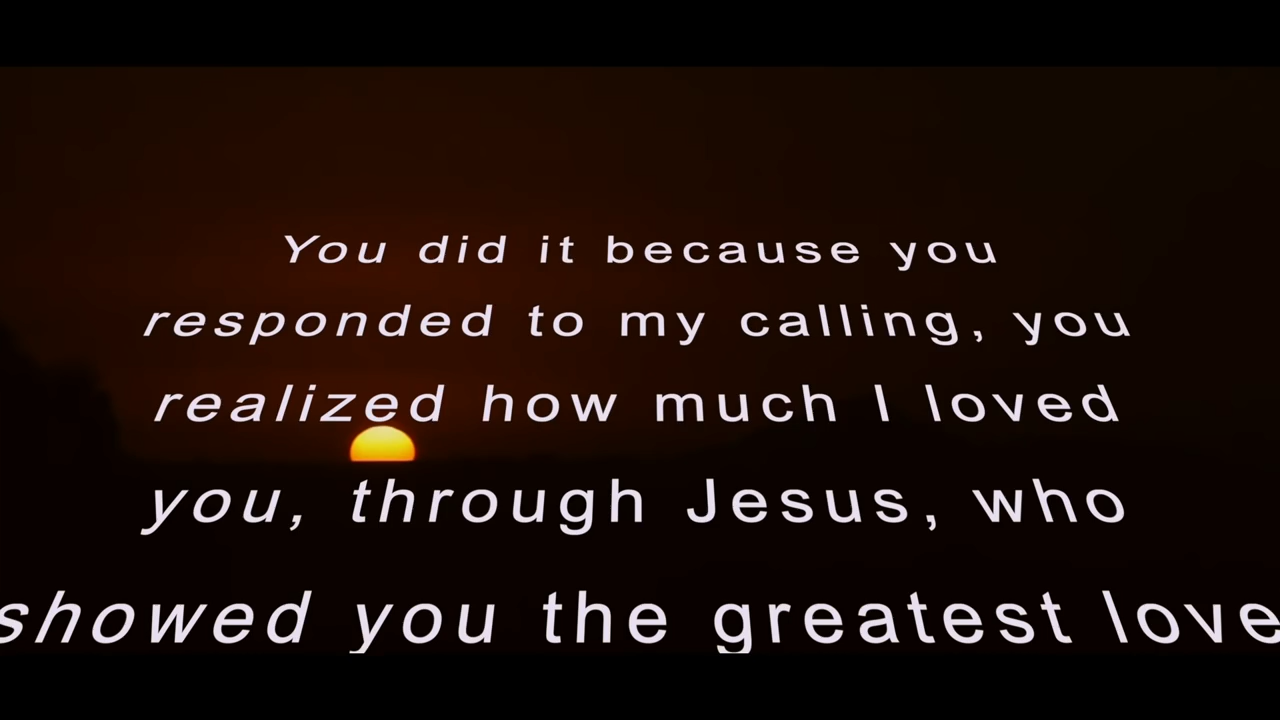 You did it because you
responded to my calling, you
realized how much I loved
you, through Jesus, who
showed you the greatest love